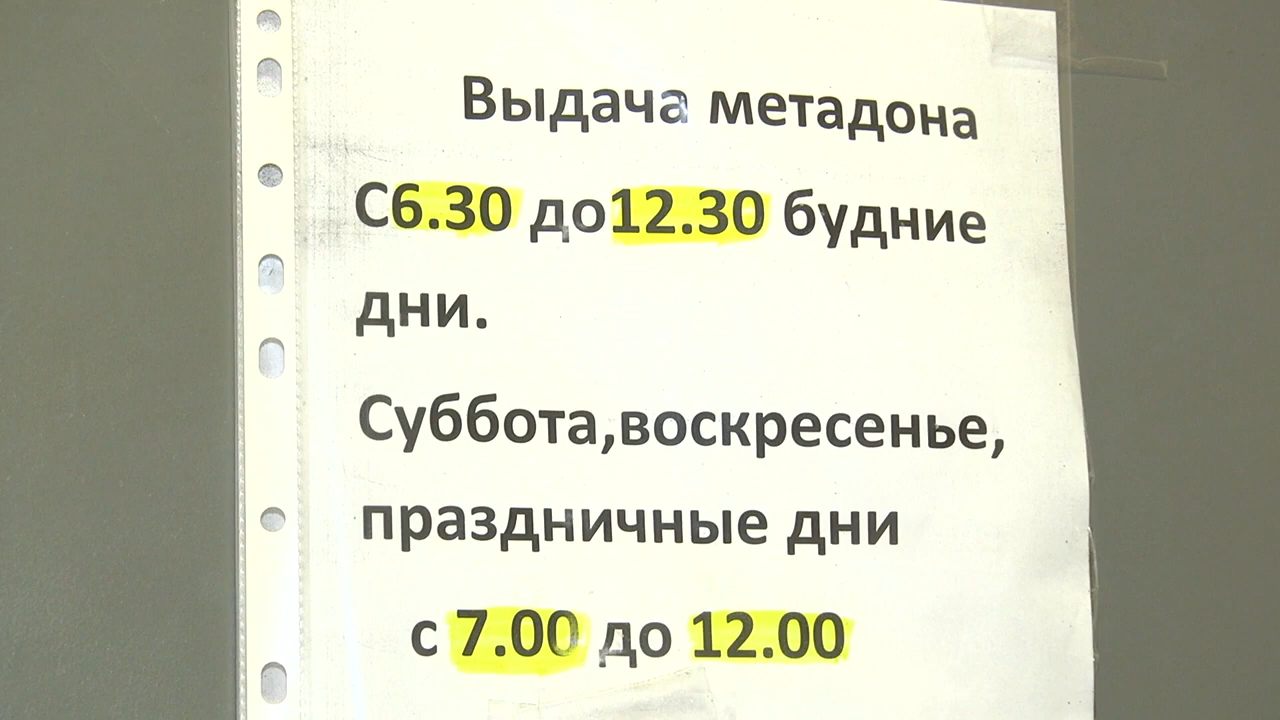 Выдача метадона
С6.30 до12.30 будние
дни.
Суббота,воскресенье,
праздничные дни
с 7.00 до 12.00